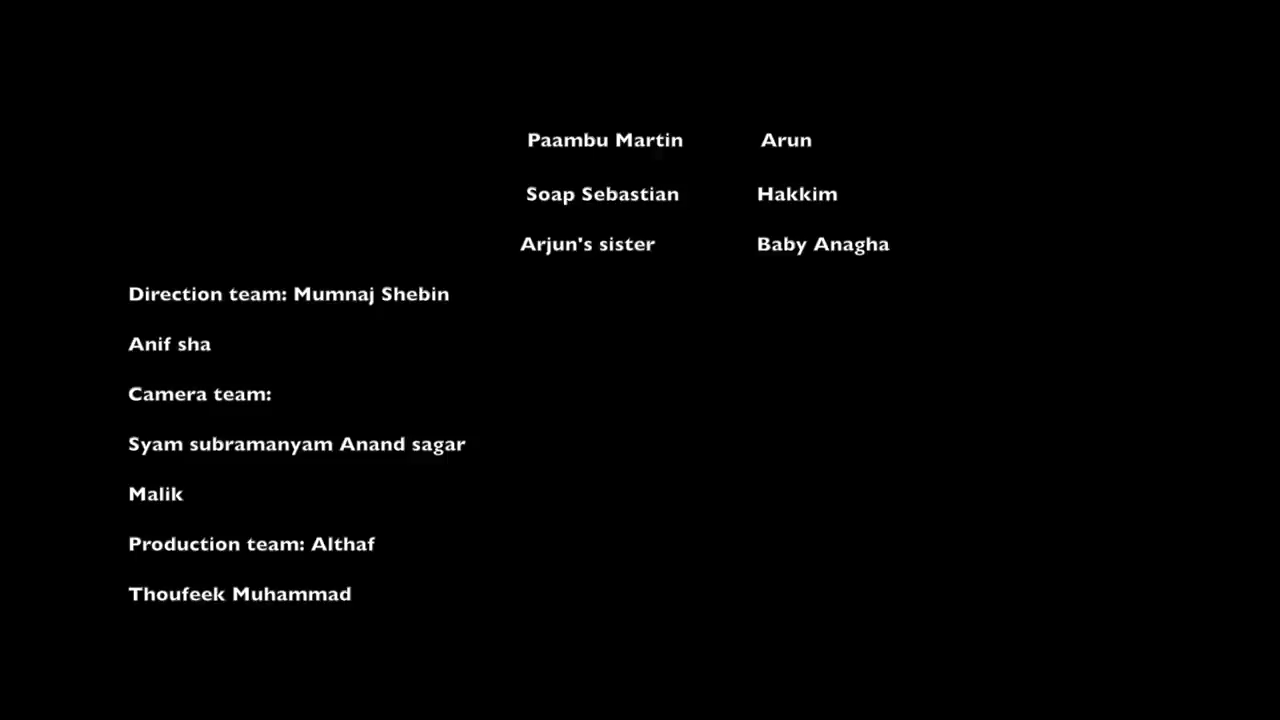 Paambu Martin Arun
Soap Sebastian Hakkim
Arjun's sister Baby Anagha
Direction team: Mumnaj Shebin
Anif sha
Camera team:
Syam subramanyam Anand sagar
Malik
Production team: Althaf
Thoufeek Muhammad